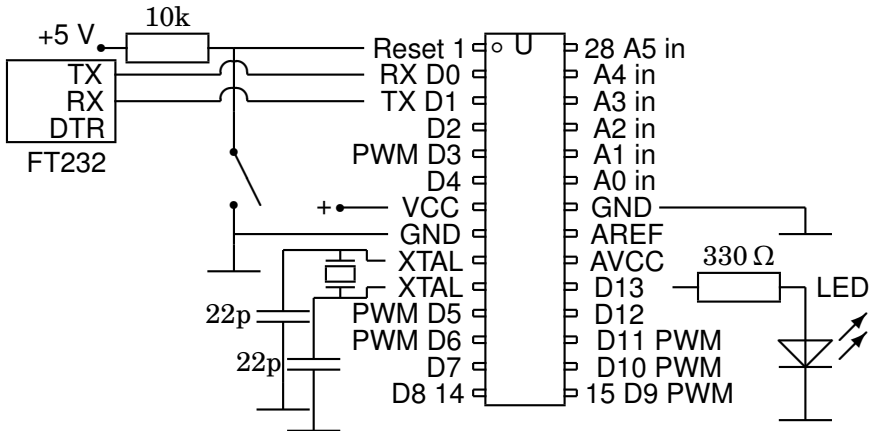 10k
+5 V
TX
RX
DTR
FT232
Reset 1
RX D0
TX D1
D2
PWM D3
D4
+
VCC
GND
XTAL
XTAL
PWM D5
PWM D6
D7
D8 14
22p
22p
U
28 A5 in
A4 in
A3 in
A2 in
A1 in
A0 in
GND
AREF
AVCC
D13
D12
D11 PWM
D10 PWM
15 D9 PWM
330 Ω
LED